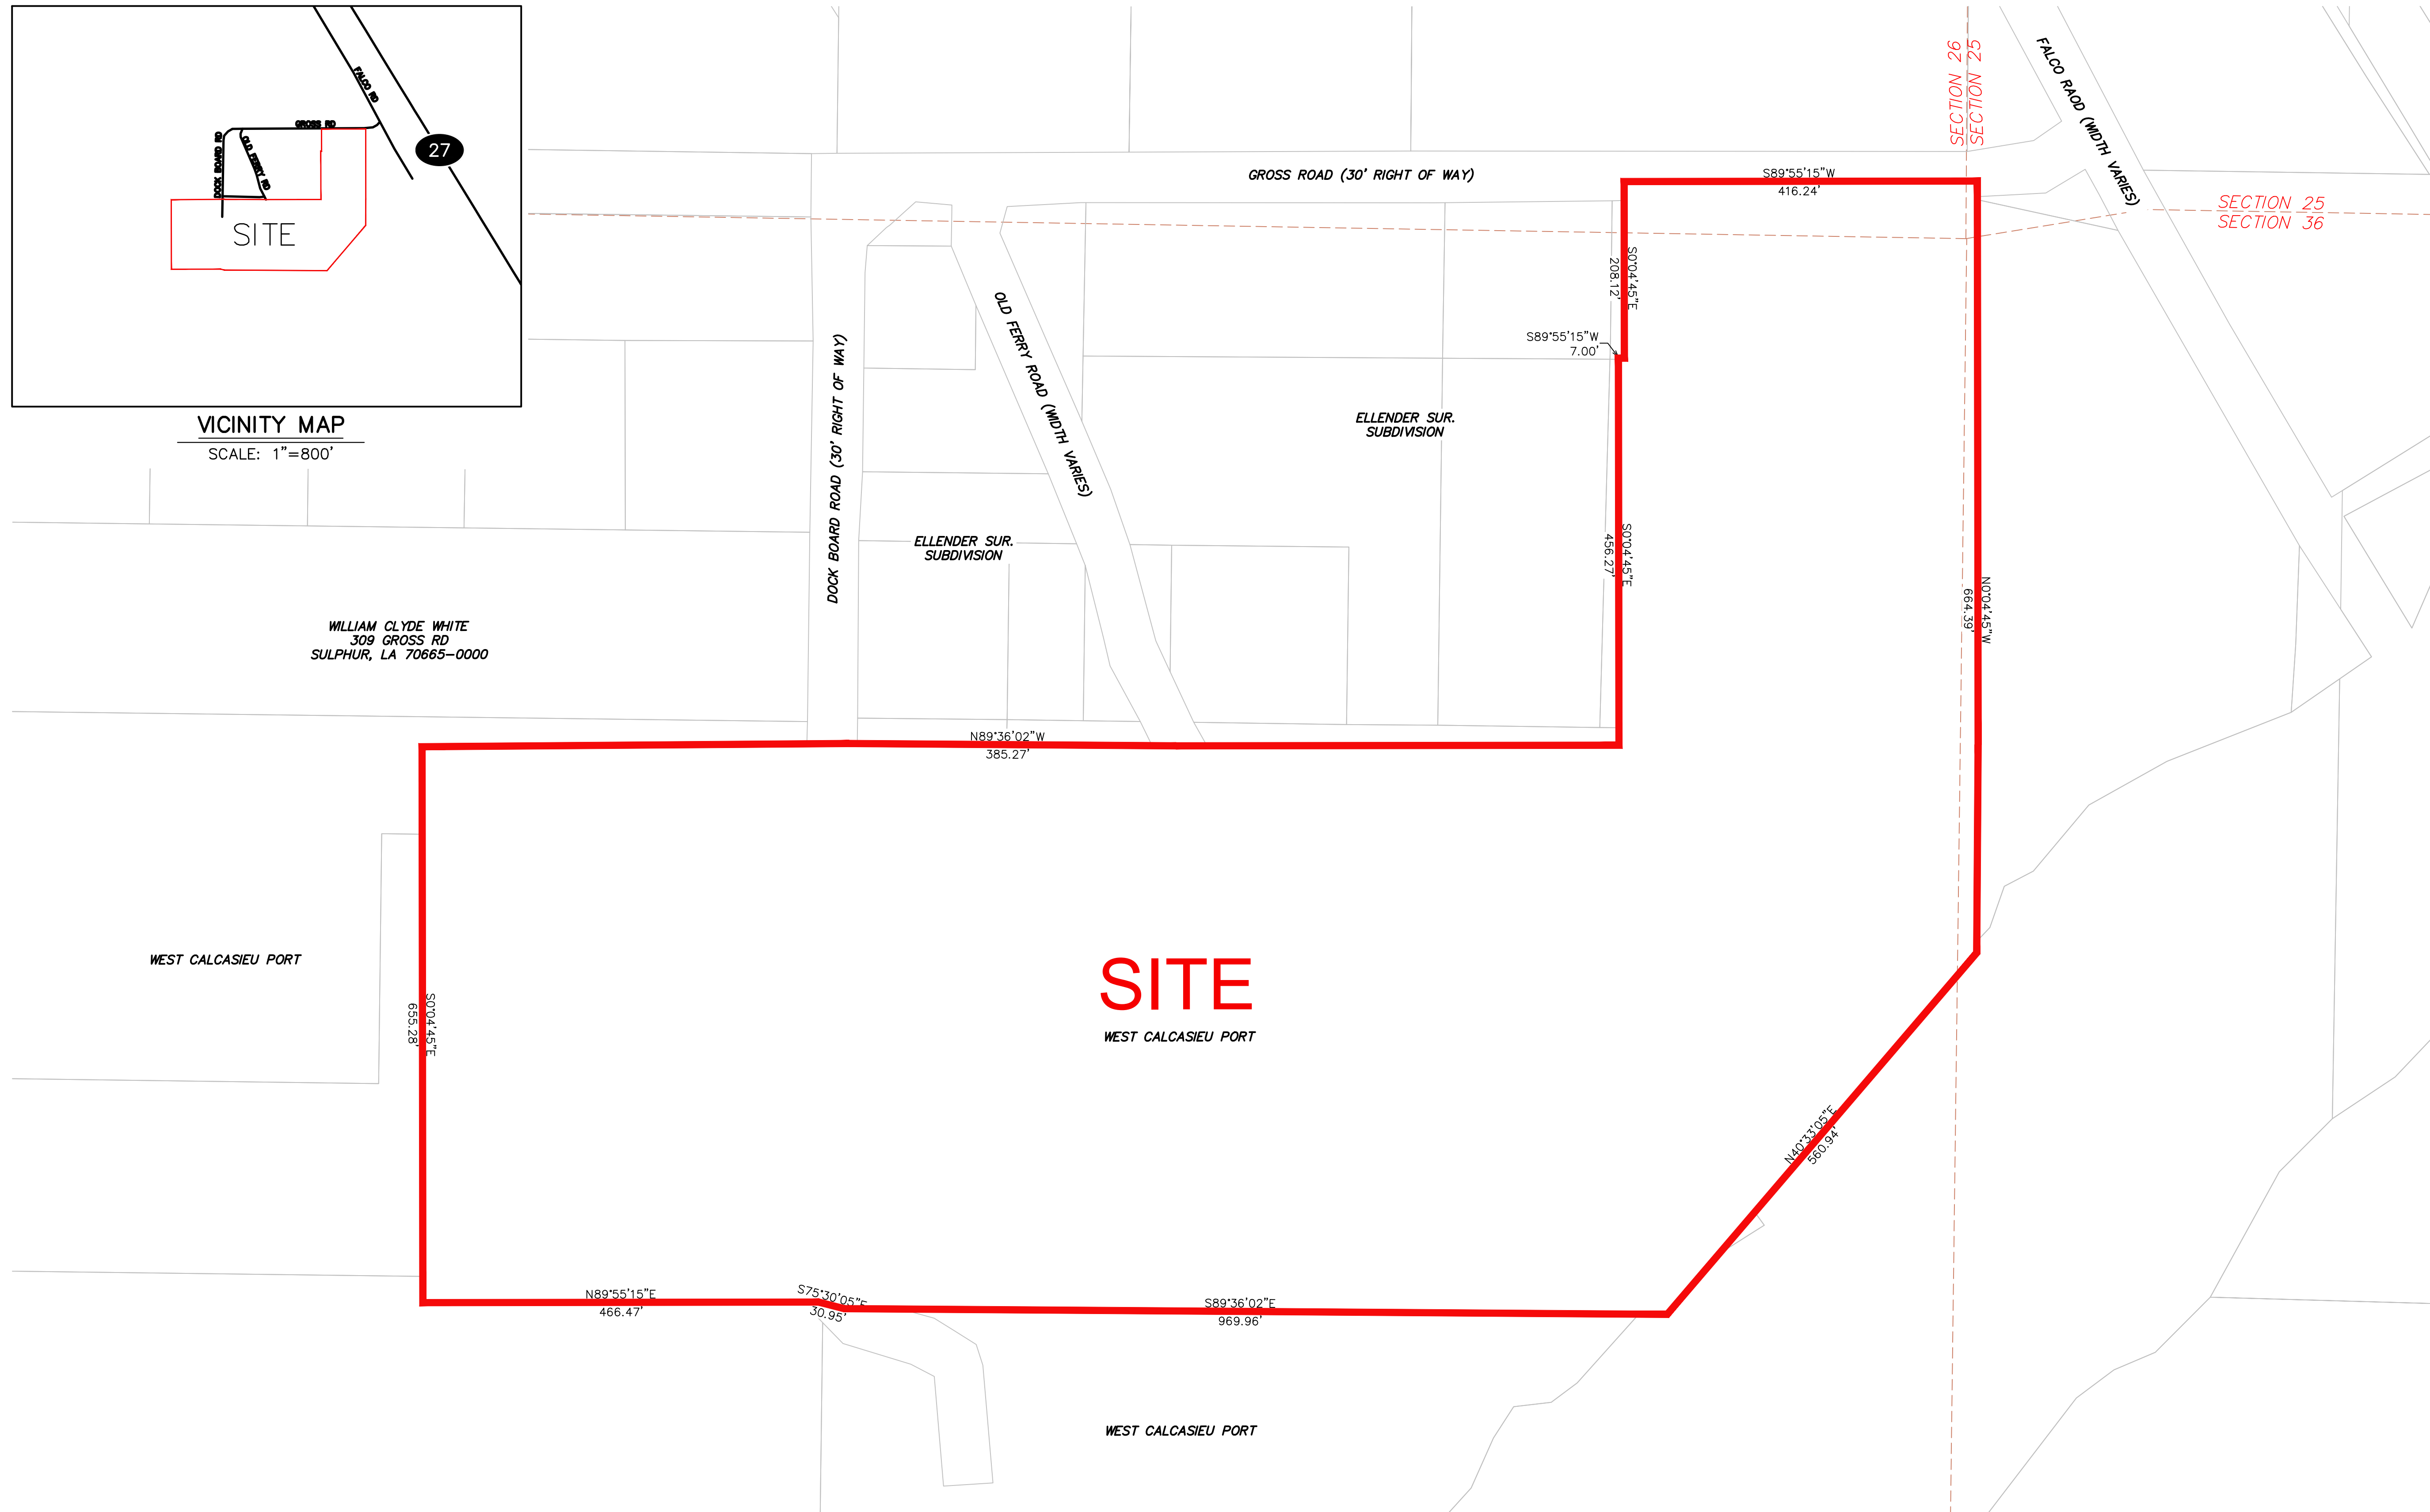 FALCO RD
GROSS RD
DOCK BOARD RD
OLD FERRY RD
27
SITE
VICINITY MAP
SCALE: 1"=800'
SECTION 26
SECTION 25
FALCO RAOD (WIDTH VARIES)
GROSS ROAD (30' RIGHT OF WAY)
S89°55'15"W
416.24'
SECTION 25
SECTION 36
S0°04'45"E
208.12'
S89°55'15"W
7.00'
DOCK BOARD ROAD (30' RIGHT OF WAY)
OLD FERRY ROAD (WIDTH VARIES)
ELLENDER SUR.
SUBDIVISION
ELLENDER SUR.
SUBDIVISION
S0°04'45"E
456.27'
N0°04'45"W
664.39'
WILLIAM CLYDE WHITE
309 GROSS RD
SULPHUR, LA 70665-0000
N89°36'02"W
385.27'
WEST CALCASIEU PORT
S0°04'45"E
655.28'
SITE
WEST CALCASIEU PORT
N40°33'05"E
560.94'
N89°55'15"E
466.47'
S75°30'05"E
30.95'
S89°36'02"E
969.96'
WEST CALCASIEU PORT